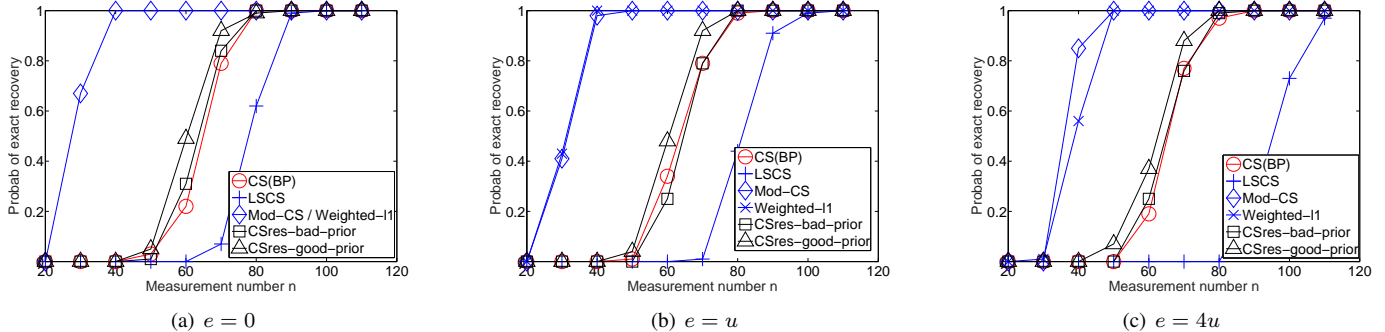 1
0.8
0.6
0.4
0.2
20
40
60
80
100
120
Probab of exact recovery
Measurement number n
CS(BP)
LSCS
Mod−CS / Weighted−l1
CSres−bad−prior
CSres−good−prior
(a) e = 0
1
0.8
0.6
0.4
0.2
20
40
60
80
100
120
Probab of exact recovery
Measurement number n
CS(BP)
LSCS
Mod−CS
Weighted−l1
CSres−bad−prior
CSres−good−prior
(b) e = u
1
0.8
0.6
0.4
0.2
20
40
60
80
100
120
Probab of exact recovery
Measurement number n
CS(BP)
LSCS
Mod−CS
Weighted−l1
CSres−bad−prior
CSres−good−prior
(c) e = 4u